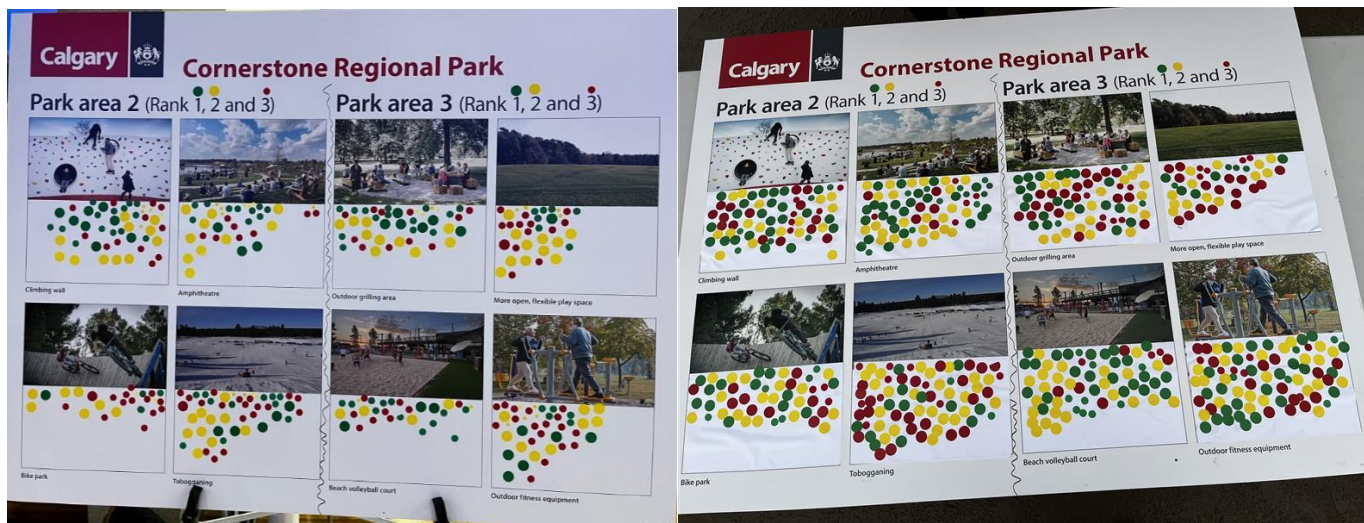 Calgary
Cornerstone Regional Park
Park area 2 (Rank 1, 2 and 3)
Park area 3 (Rank 1, 2 and 3)
Climbing wall
Amphitheatre
Outdoor grilling area
More open, flexible play space
Bike park
Tobogganing
Beach volleyball court
Outdoor fitness equipment
Calgary
Cornerstone Regional Park
Park area 2 (Rank 1, 2 and 3)
Park area 3 (Rank 1, 2 and 3)
Climbing wall
Amphitheatre
Outdoor grilling area
More open, flexible play space
Bike park
Tobogganing
Beach volleyball court
Outdoor fitness equipment